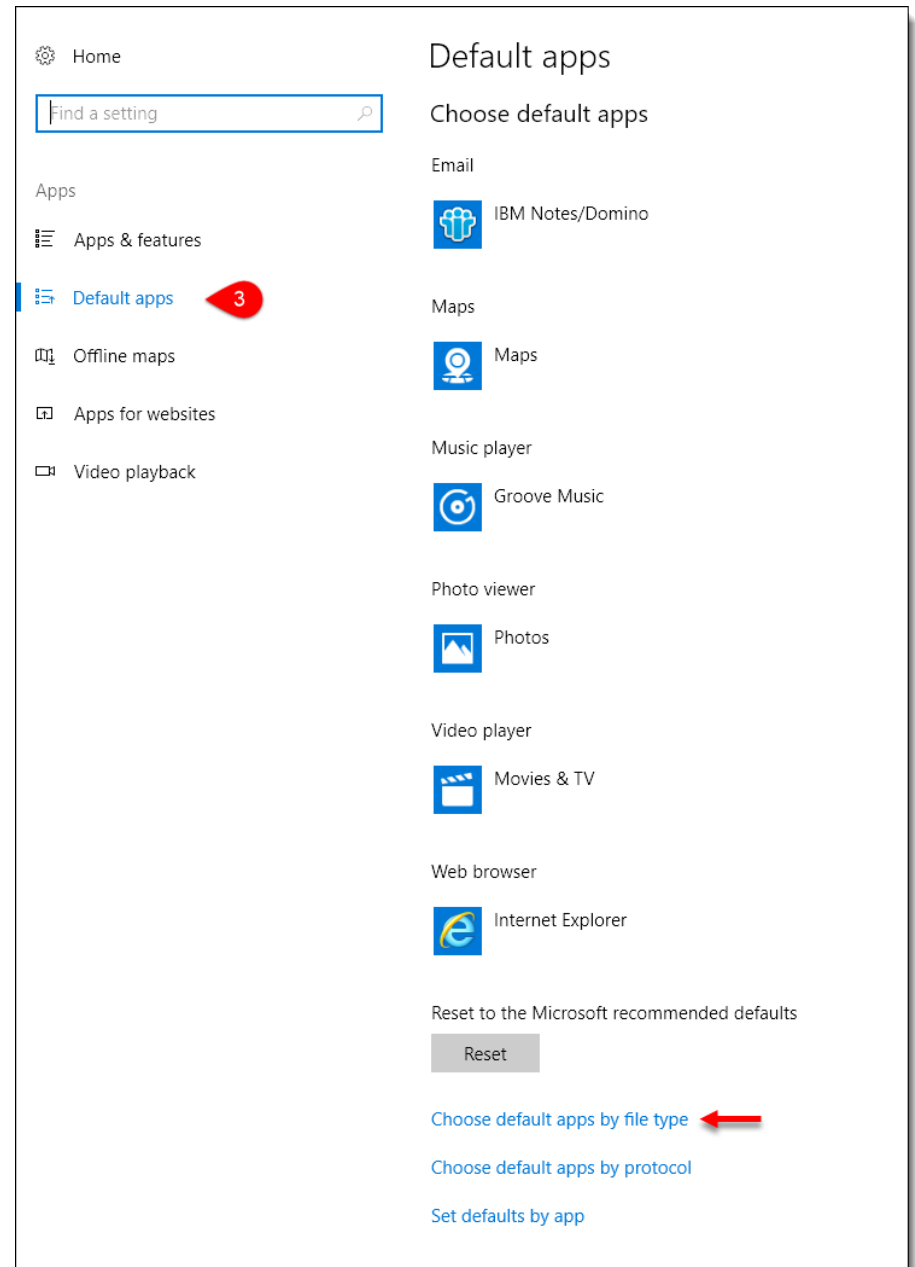 Home
Find a setting
Apps
Apps & features
Default apps
3
Offline maps
Apps for websites
Video playback
Default apps
Choose default apps
Email
IBM Notes/Domino
Maps
Maps
Music player
Groove Music
Photo viewer
Photos
Video player
Movies & TV
Web browser
Internet Explorer
Reset to the Microsoft recommended defaults
Reset
Choose default apps by file type
Choose default apps by protocol
Set defaults by app